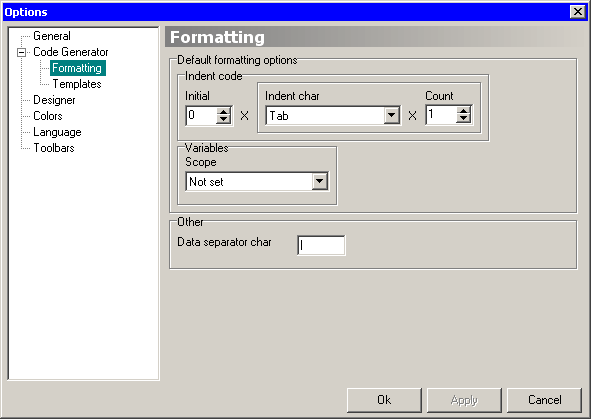 Options
General
Code Generator
Formatting
Templates
Designer
Colors
Language
Toolbars
Formatting
Default formatting options
Indent code
Initial
Indent char
Count
0 X Tab X 1
Variables
Scope
Not set
Other
Data separator char |
Ok Apply Cancel